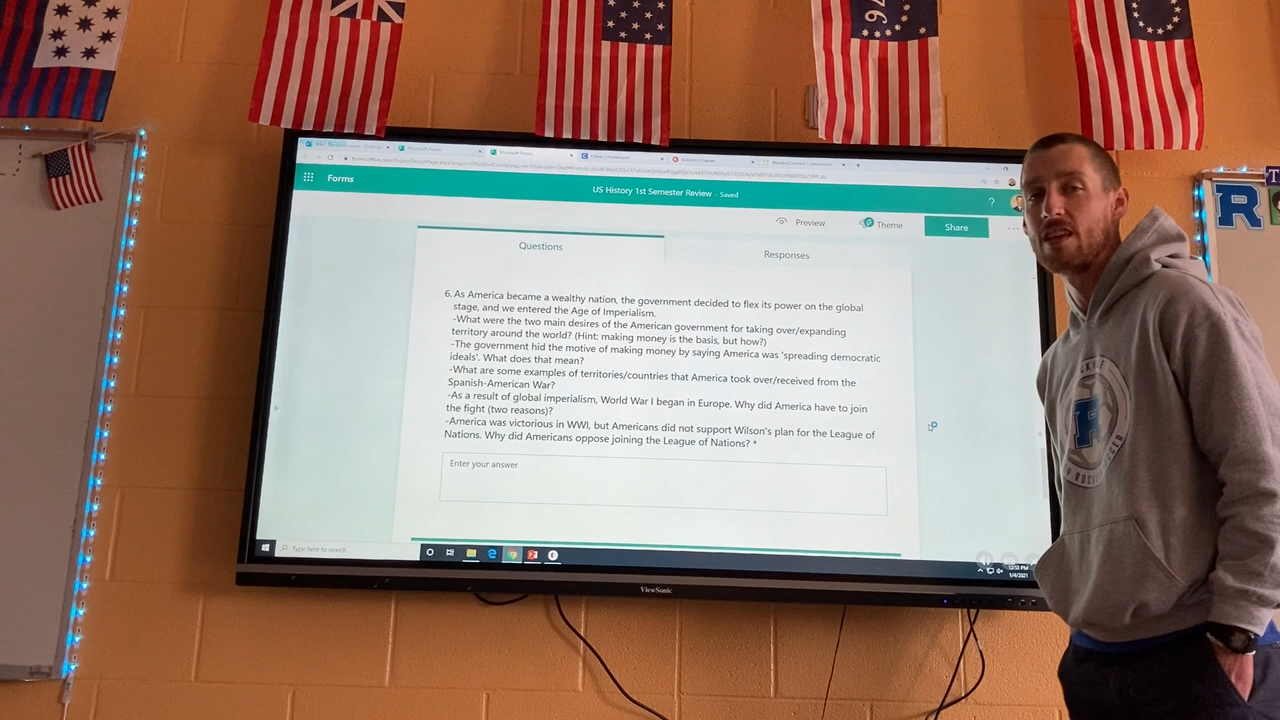 Forms
US History 1st Semester Review - Saved
?
Preview
Theme
Share
Questions
Responses
6. As America became a wealthy nation, the government decided to flex its power on the global
stage, and we entered the Age of Imperialism.
-What were the two main desires of the American government for taking over/expanding
territory around the world? (Hint: making money is the basis, but how?)
-The government hid the motive of making money by saying America was 'spreading democratic
ideals'. What does that mean?
-What are some examples of territories/countries that America took over/received from the
Spanish-American War?
-As a result of global imperialism, World War I began in Europe. Why did America have to join
the fight (two reasons)?
-America was victorious in WWI, but Americans did not support Wilson's plan for the League of
Nations. Why did Americans oppose joining the League of Nations? *
Enter your answer
Type here to search
12:53 PM
1/4/2021
ViewSonic
76
R
R